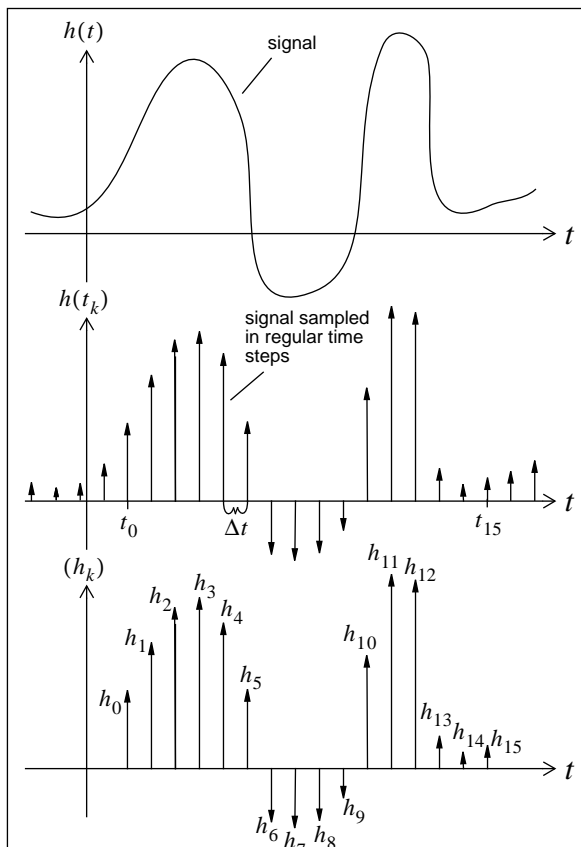 h(t)
signal
t
h(t_k)
signal sampled
in regular time
steps
t_0
Δt
t_15
t
(h_k)
h_0
h_1
h_2
h_3
h_4
h_5
h_6
h_7
h_8
h_9
h_10
h_11
h_12
h_13
h_14
h_15
t